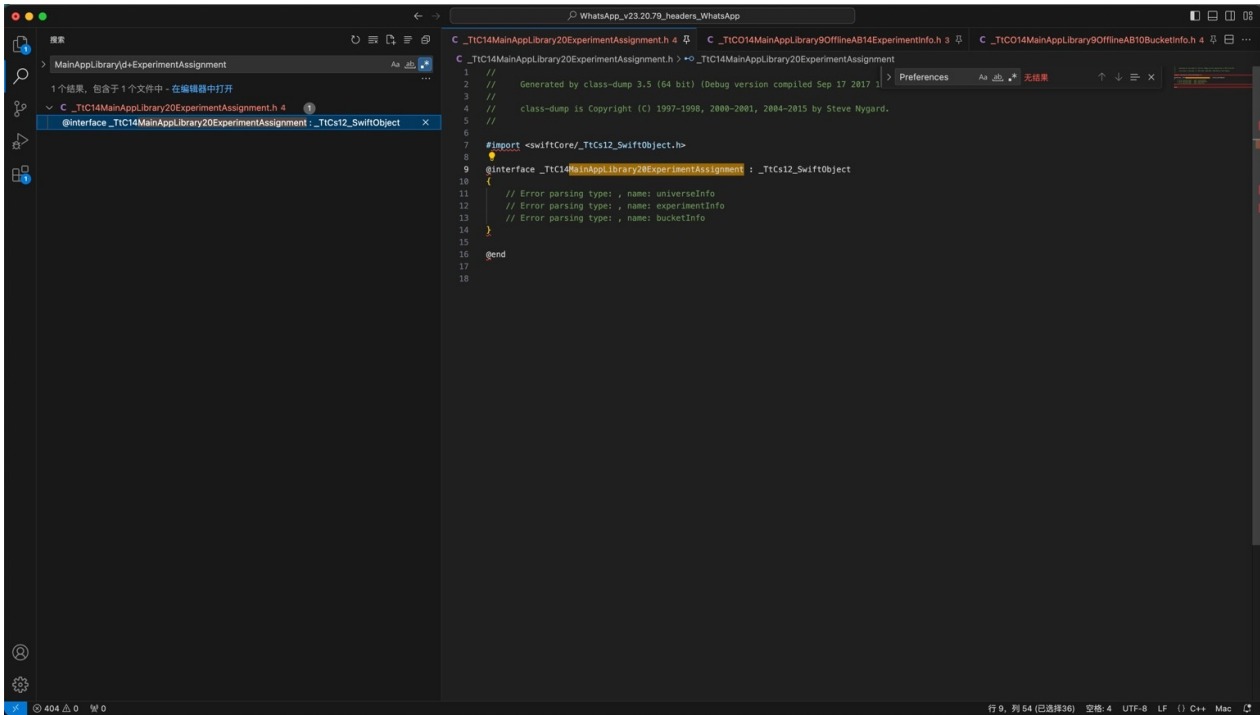 WhatsApp_v23.20.79_headers_WhatsApp
搜索
MainAppLibrary\d+ExperimentAssignment
Aa ab .*
1 个结果，包含于 1 个文件中 - 在编辑器中打开
C _TtC14MainAppLibrary20ExperimentAssignment.h 4 1
@interface _TtC14MainAppLibrary20ExperimentAssignment : _TtCs12_SwiftObject
C _TtC14MainAppLibrary20ExperimentAssignment.h 4
C _TtCO14MainAppLibrary9OfflineAB14ExperimentInfo.h 3
C _TtCO14MainAppLibrary9OfflineAB10BucketInfo.h 4
C _TtC14MainAppLibrary20ExperimentAssignment.h > _TtC14MainAppLibrary20ExperimentAssignment
Preferences Aa ab .* 无结果
1 //
2 // Generated by class-dump 3.5 (64 bit) (Debug version compiled Sep 17 2017 1
3 //
4 // class-dump is Copyright (C) 1997-1998, 2000-2001, 2004-2015 by Steve Nygard.
5 //
6
7 #import <swiftCore/_TtCs12_SwiftObject.h>
8
9 @interface _TtC14MainAppLibrary20ExperimentAssignment : _TtCs12_SwiftObject
10 {
11 // Error parsing type: , name: universeInfo
12 // Error parsing type: , name: experimentInfo
13 // Error parsing type: , name: bucketInfo
14 }
15
16 @end
17
18
404 0 0
行 9，列 54 (已选择36) 空格: 4 UTF-8 LF {} C++ Mac